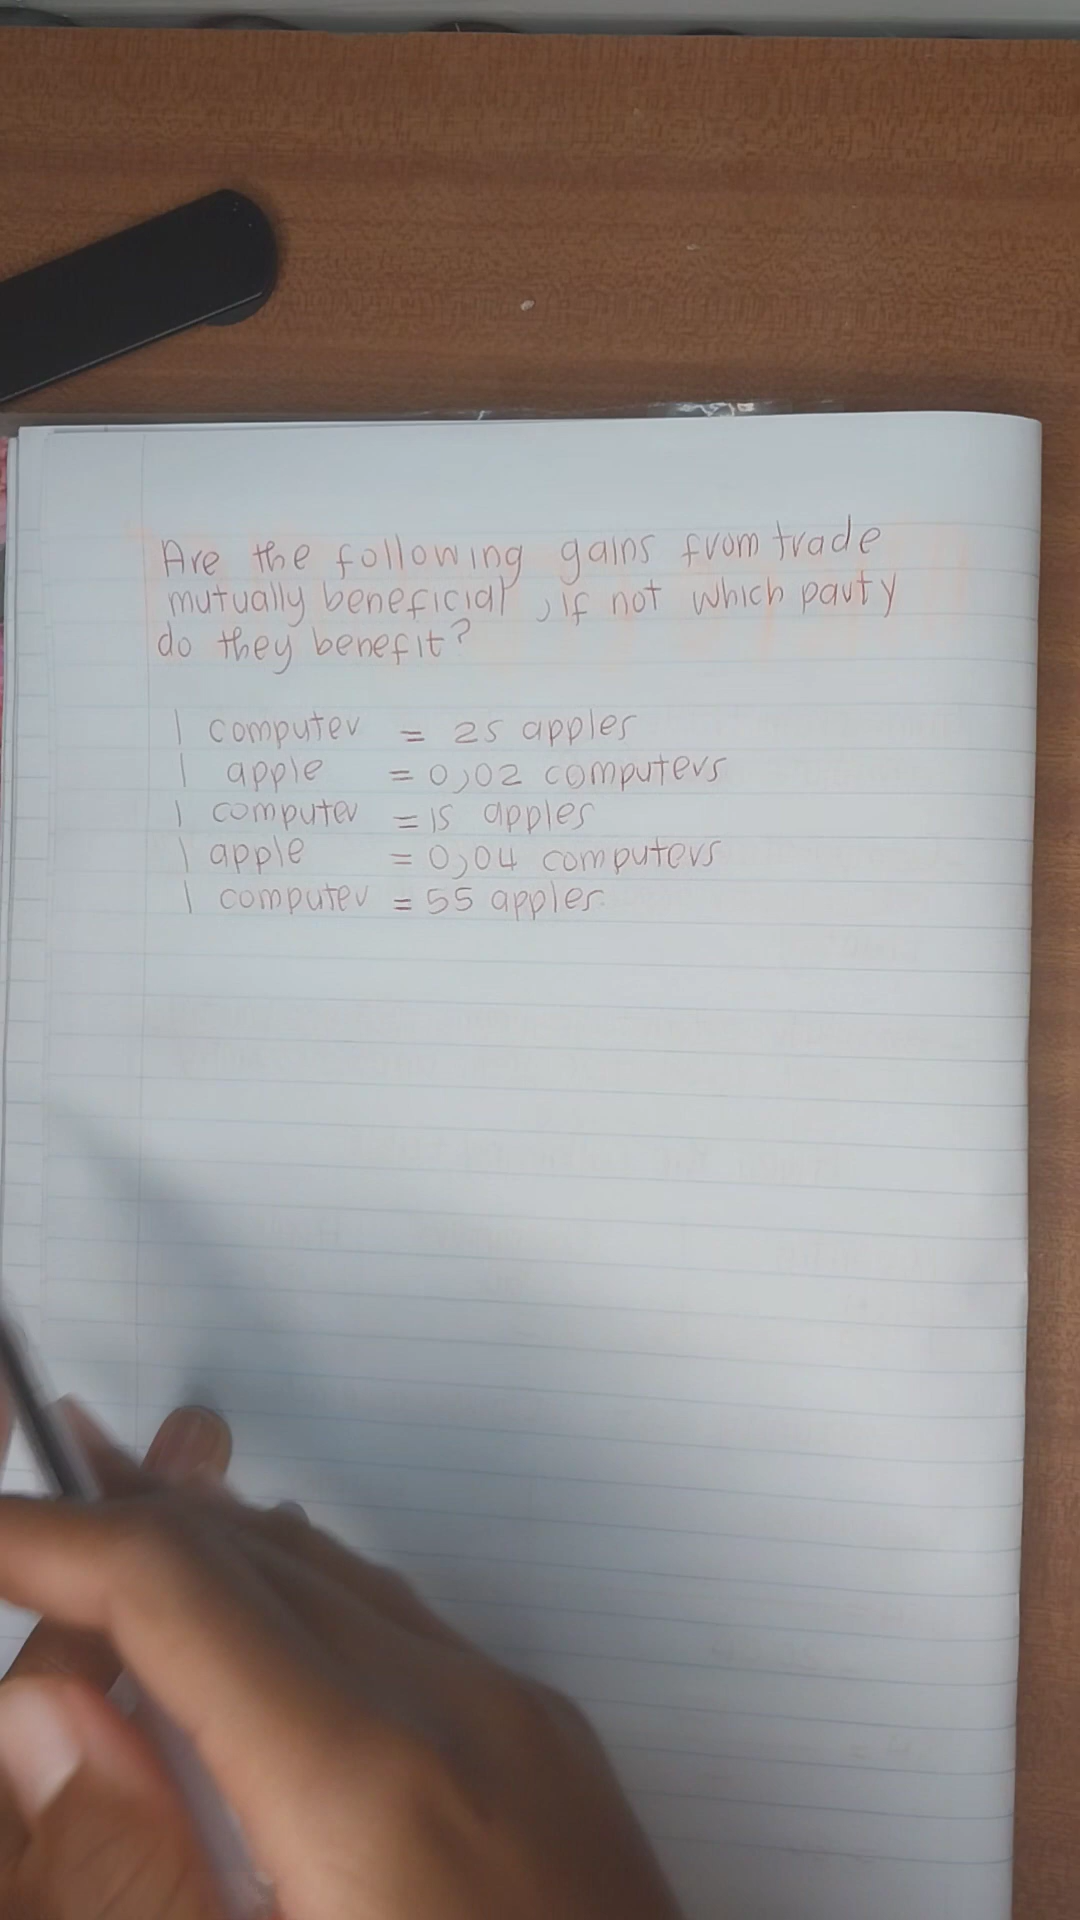 Are the following gains from trade
mutually beneficial, if not which party
do they benefit?
1 computer = 25 apples
1 apple = 0,02 computers
1 computer = 15 apples
1 apple = 0,04 computers
1 computer = 55 apples